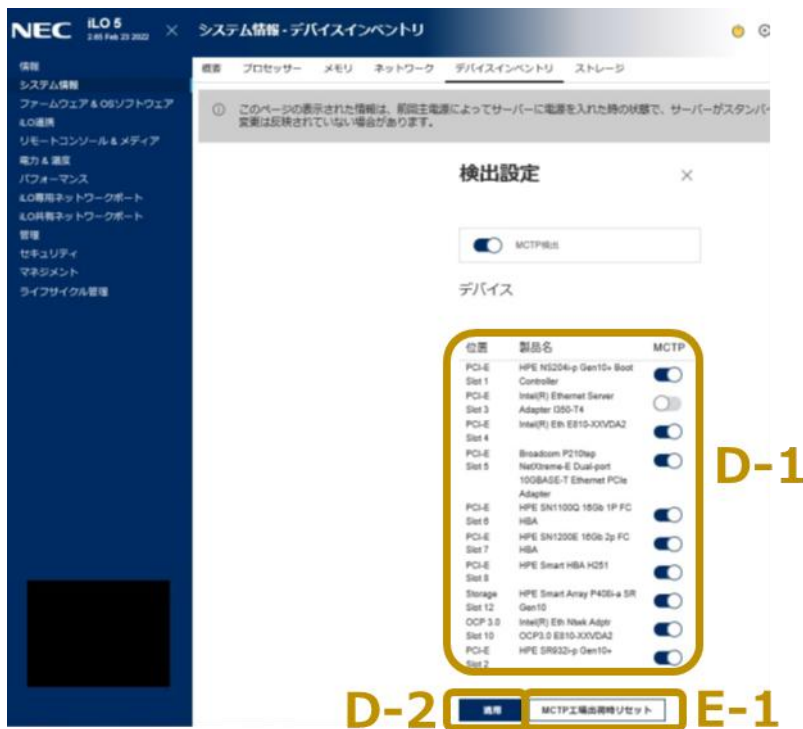 NEC iLO 5
2.65 Feb 23 2022
システム情報 - デバイスインベントリ
情報
システム情報
ファームウェア & OSソフトウェア
iLO連携
リモートコンソール & メディア
電力 & 温度
パフォーマンス
iLO専用ネットワークポート
iLO共有ネットワークポート
管理
セキュリティ
マネジメント
ライフサイクル管理
概要 プロセッサー メモリ ネットワーク デバイスインベントリ ストレージ
このページの表示された情報は、前回主電源によってサーバーに電源を入れた時の状態で、サーバーがスタンバイ
変更は反映されていない場合があります。
検出設定
MCTP検出
デバイス
位置 製品名 MCTP
PCI-E HPE NS204i-p Gen10+ Boot
Slot 1 Controller
PCI-E Intel(R) Ethernet Server
Slot 3 Adapter I350-T4
PCI-E Intel(R) Eth E810-XXVDA2
Slot 4
PCI-E Broadcom P210tep
Slot 5 NetXtreme-E Dual-port
10GBASE-T Ethernet PCIe
Adapter
PCI-E HPE SN1100Q 16Gb 1P FC
Slot 6 HBA
PCI-E HPE SN1200E 16Gb 2p FC
Slot 7 HBA
PCI-E HPE Smart HBA H251
Slot 8
Storage HPE Smart Array P408i-a SR
Slot 12 Gen10
OCP 3.0 Intel(R) Eth Ntwk Adptr
Slot 10 OCP3.0 E810-XXVDA2
PCI-E HPE SR932i-p Gen10+
Slot 2
D-1
D-2 適用 MCTP工場出荷時リセット E-1